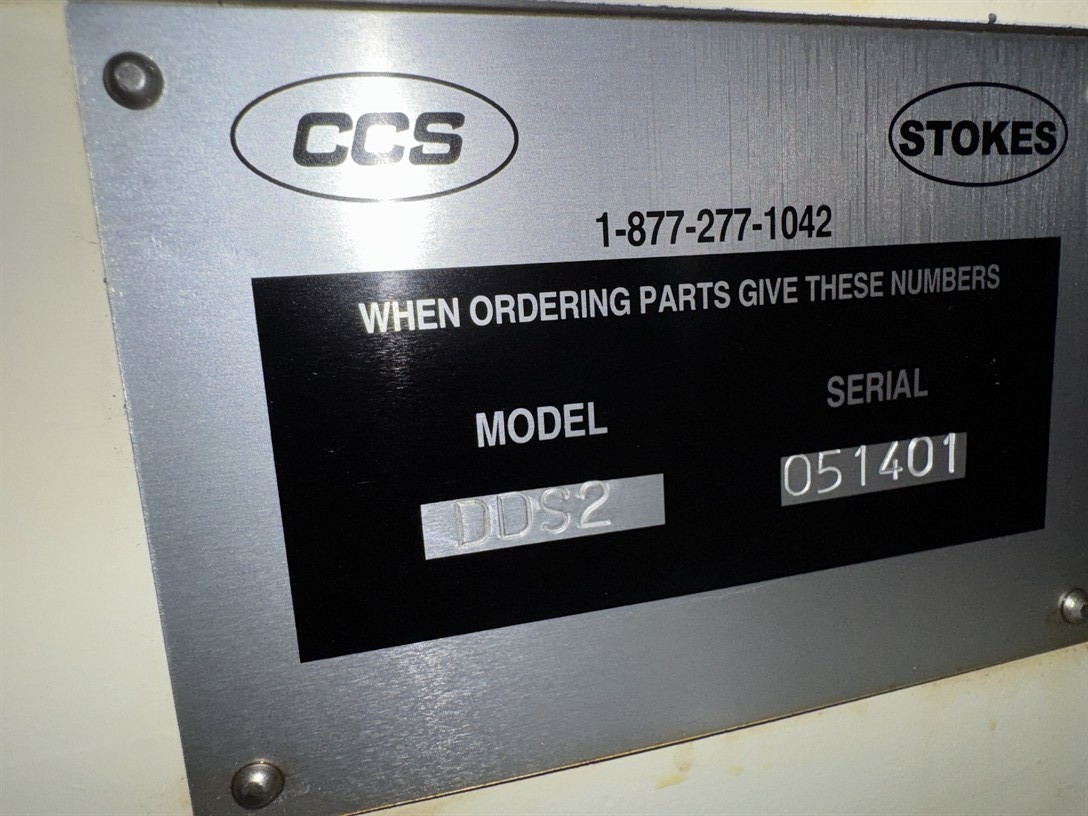 CCS
STOKES
1-877-277-1042
WHEN ORDERING PARTS GIVE THESE NUMBERS
MODEL
SERIAL
DDS2
051401